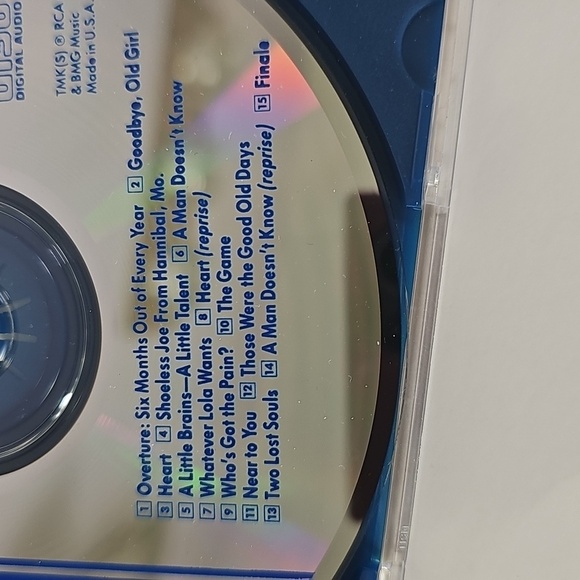 DIGITAL AUDIO
TMK(S) ® RCA
& BMG Music
Made in U.S.A.
1 Overture: Six Months Out of Every Year 2 Goodbye, Old Girl
3 Heart 4 Shoeless Joe From Hannibal, Mo.
5 A Little Brains—A Little Talent 6 A Man Doesn't Know
7 Whatever Lola Wants 8 Heart (reprise)
9 Who's Got the Pain? 10 The Game
11 Near to You 12 Those Were the Good Old Days
13 Two Lost Souls 14 A Man Doesn't Know (reprise) 15 Finale